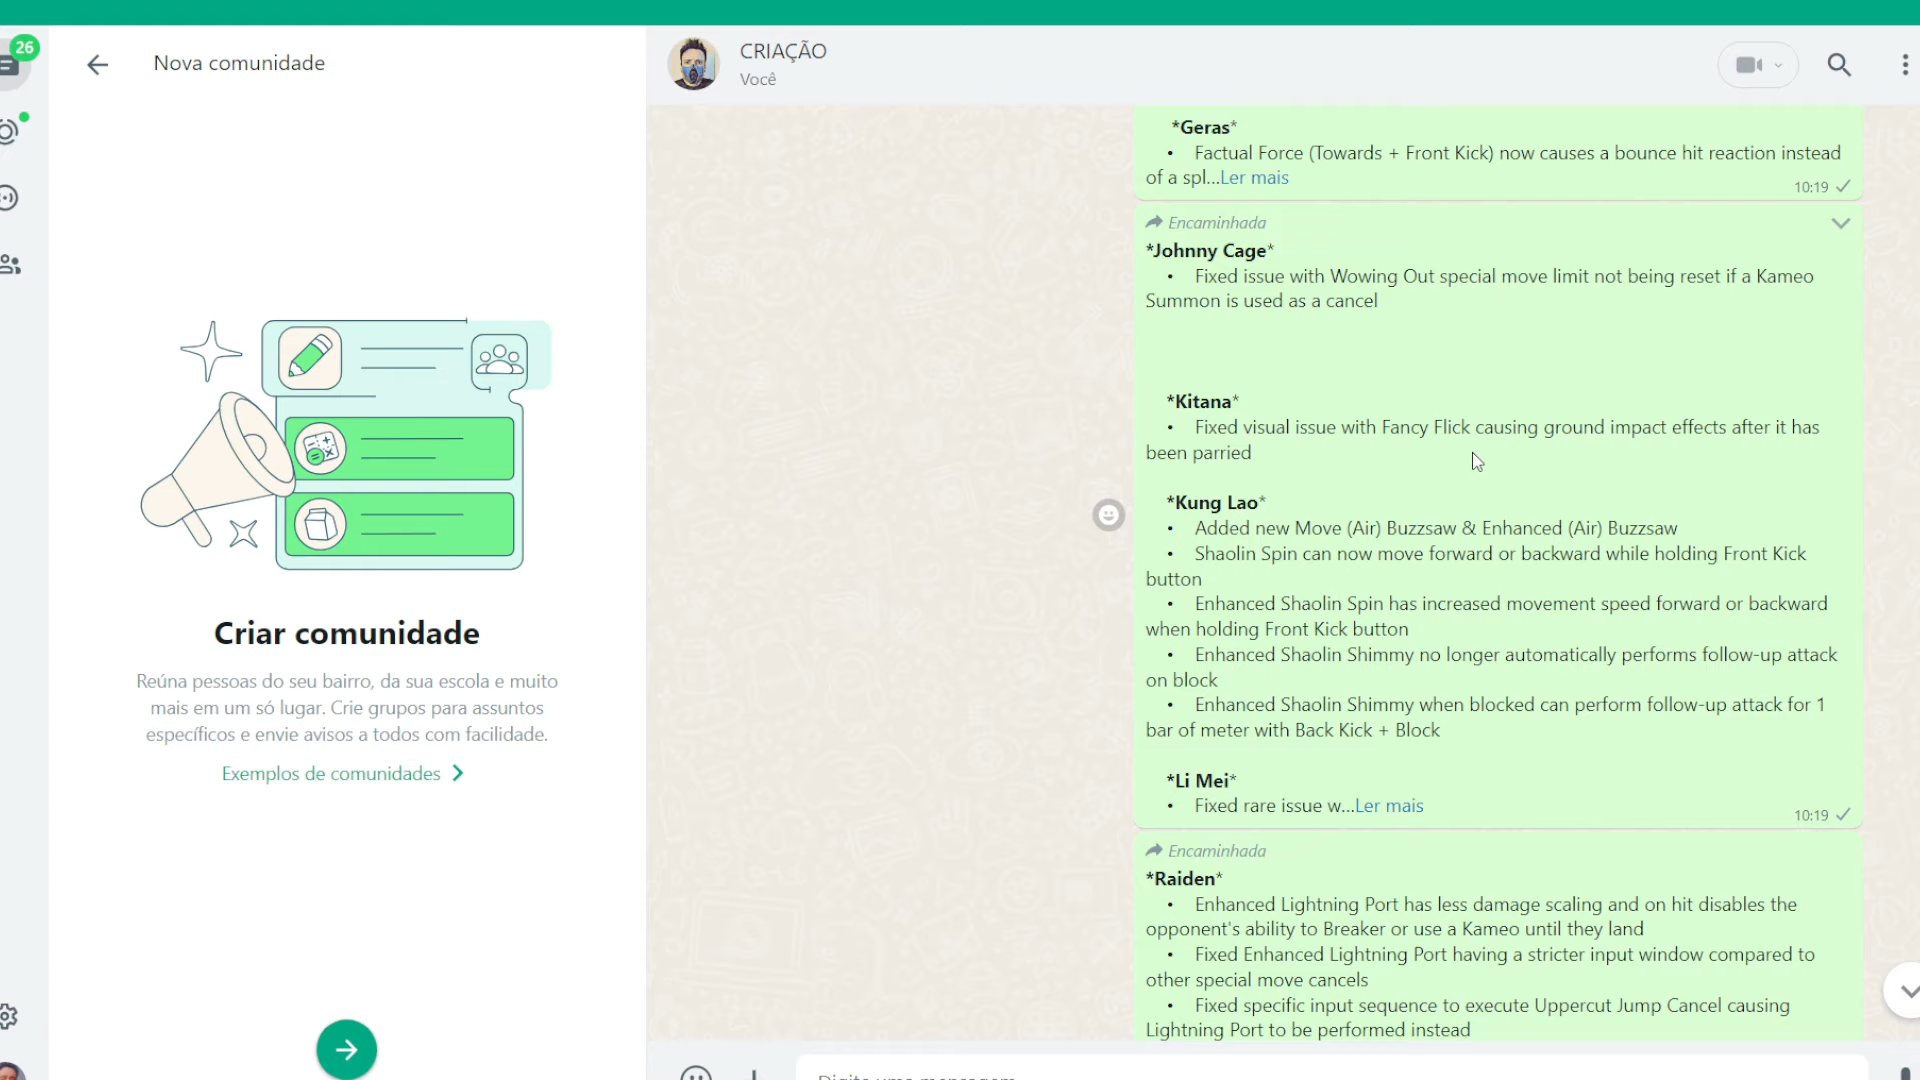 26
Nova comunidade
Criar comunidade
Reúna pessoas do seu bairro, da sua escola e muito
mais em um só lugar. Crie grupos para assuntos
específicos e envie avisos a todos com facilidade.
Exemplos de comunidades
CRIAÇÃO
Você
*Geras*
• Factual Force (Towards + Front Kick) now causes a bounce hit reaction instead
of a spl...Ler mais
10:19
Encaminhada
*Johnny Cage*
• Fixed issue with Wowing Out special move limit not being reset if a Kameo
Summon is used as a cancel
*Kitana*
• Fixed visual issue with Fancy Flick causing ground impact effects after it has
been parried
*Kung Lao*
• Added new Move (Air) Buzzsaw & Enhanced (Air) Buzzsaw
• Shaolin Spin can now move forward or backward while holding Front Kick
button
• Enhanced Shaolin Spin has increased movement speed forward or backward
when holding Front Kick button
• Enhanced Shaolin Shimmy no longer automatically performs follow-up attack
on block
• Enhanced Shaolin Shimmy when blocked can perform follow-up attack for 1
bar of meter with Back Kick + Block
*Li Mei*
• Fixed rare issue w...Ler mais
10:19
Encaminhada
*Raiden*
• Enhanced Lightning Port has less damage scaling and on hit disables the
opponent's ability to Breaker or use a Kameo until they land
• Fixed Enhanced Lightning Port having a stricter input window compared to
other special move cancels
• Fixed specific input sequence to execute Uppercut Jump Cancel causing
Lightning Port to be performed instead
Digite uma mensagem